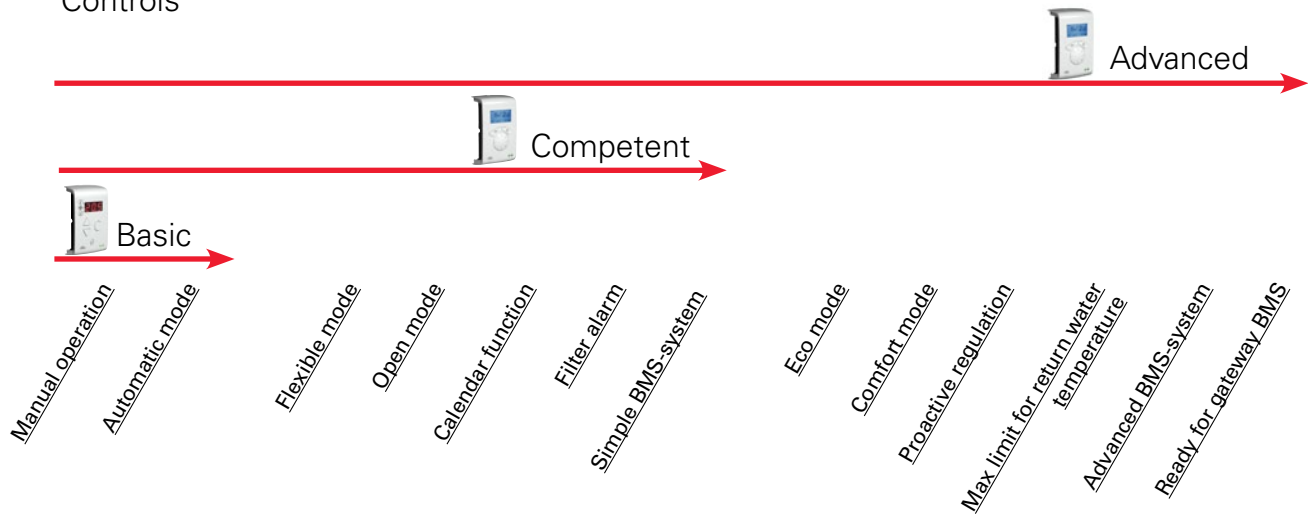 Controls
Advanced
Competent
Basic
Manual operation
Automatic mode
Flexible mode
Open mode
Calendar function
Filter alarm
Simple BMS-system
Eco mode
Comfort mode
Proactive regulation
Max limit for return water
temperature
Advanced BMS-system
Ready for gateway BMS